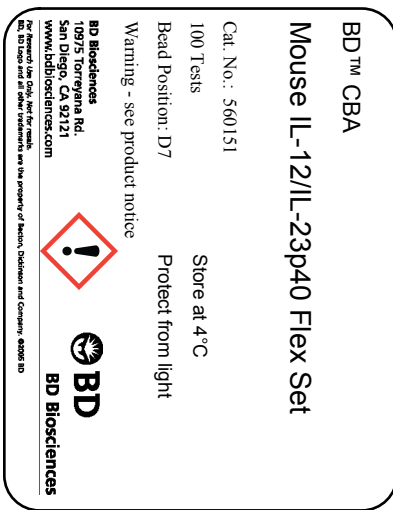 BD™ CBA
Mouse IL-12/IL-23p40 Flex Set
Cat. No.: 560151
100 Tests
Store at 4°C
Bead Position: D7
Protect from light
Warning - see product notice
BD Biosciences
10975 Torreyana Rd.
San Diego, CA 92121
www.bdbiosciences.com
BD
BD Biosciences
For Research Use Only. Not for resale.
BD, BD Logo and all other trademarks are the property of Becton, Dickinson and Company. ©2005 BD